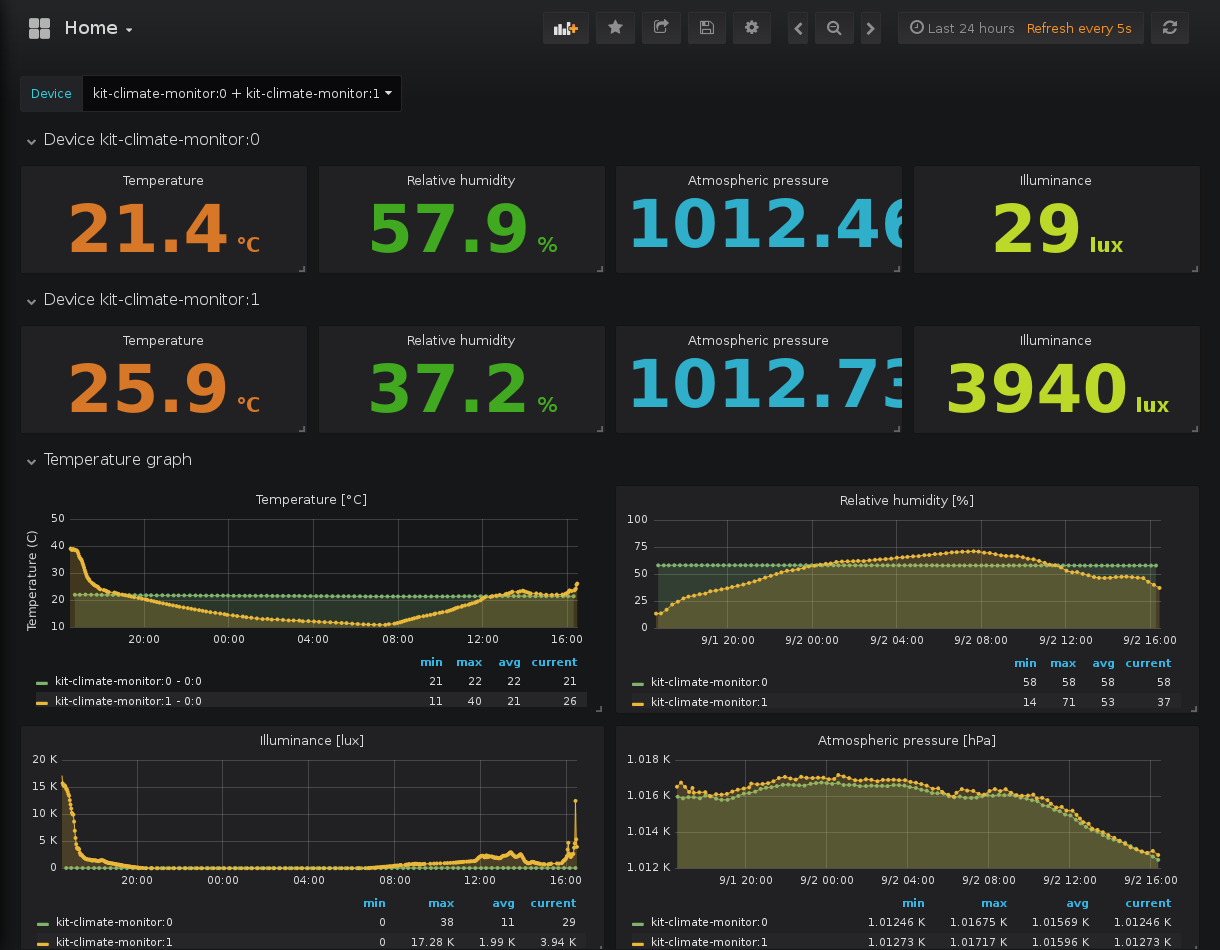 Home
Last 24 hours Refresh every 5s
Device kit-climate-monitor:0 + kit-climate-monitor:1
Device kit-climate-monitor:0
Temperature Relative humidity Atmospheric pressure Illuminance
21.4 °C 57.9 % 1012.46 29 lux
Device kit-climate-monitor:1
Temperature Relative humidity Atmospheric pressure Illuminance
25.9 °C 37.2 % 1012.73 3940 lux
Temperature graph
Temperature [°C]
Temperature (C)
50
40
30
20
10
20:00 00:00 04:00 08:00 12:00 16:00
min max avg current
kit-climate-monitor:0 - 0:0 21 22 22 21
kit-climate-monitor:1 - 0:0 11 40 21 26
Relative humidity [%]
100
75
50
25
0
9/1 20:00 9/2 00:00 9/2 04:00 9/2 08:00 9/2 12:00 9/2 16:00
min max avg current
kit-climate-monitor:0 58 58 58 58
kit-climate-monitor:1 14 71 53 37
Illuminance [lux]
20 K
15 K
10 K
5 K
0
20:00 00:00 04:00 08:00 12:00 16:00
min max avg current
kit-climate-monitor:0 0 38 11 29
kit-climate-monitor:1 0 17.28 K 1.99 K 3.94 K
Atmospheric pressure [hPa]
1.018 K
1.016 K
1.014 K
1.012 K
9/1 20:00 9/2 00:00 9/2 04:00 9/2 08:00 9/2 12:00 9/2 16:00
min max avg current
kit-climate-monitor:0 1.01246 K 1.01675 K 1.01569 K 1.01246 K
kit-climate-monitor:1 1.01273 K 1.01717 K 1.01596 K 1.01273 K